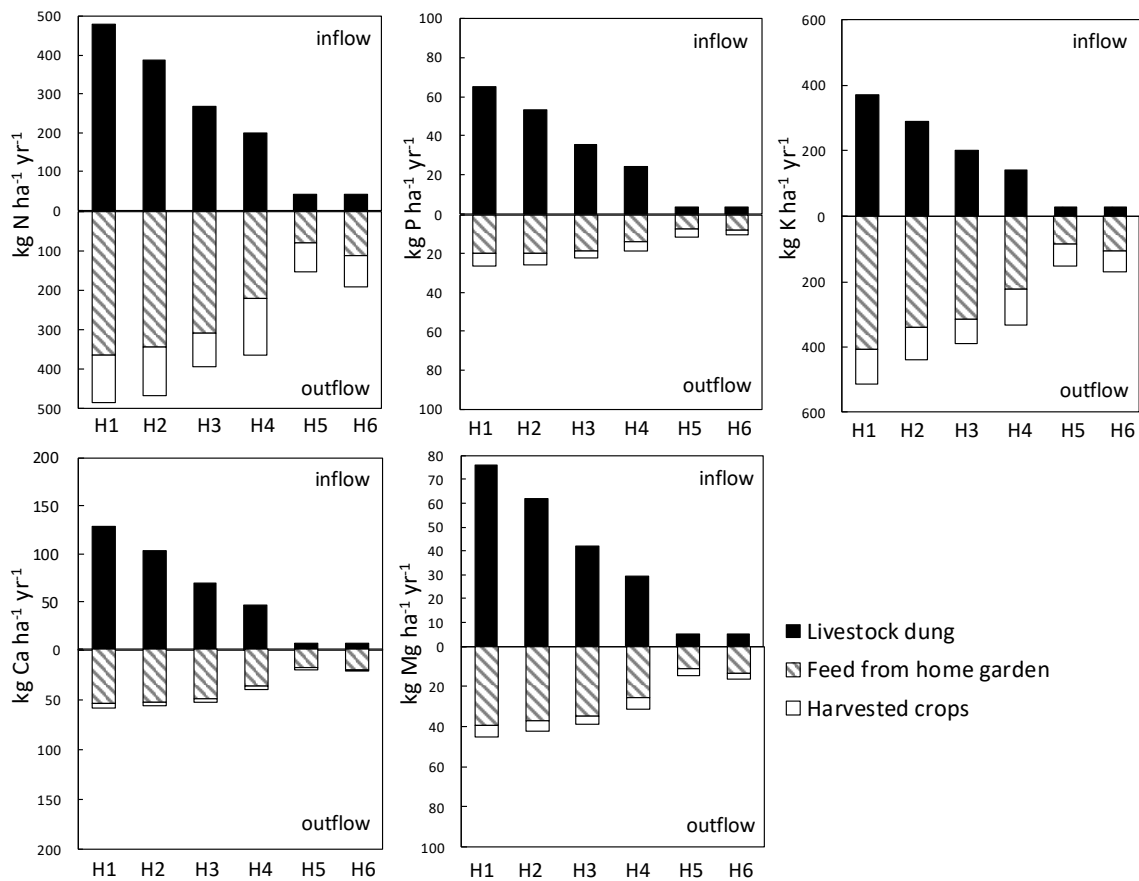 500
400
300
200
100
0
100
200
300
400
500
kg N ha⁻¹ yr⁻¹
inflow
outflow
H1 H2 H3 H4 H5 H6
100
80
60
40
20
0
20
40
60
80
100
kg P ha⁻¹ yr⁻¹
inflow
outflow
H1 H2 H3 H4 H5 H6
600
400
200
0
200
400
600
kg K ha⁻¹ yr⁻¹
inflow
outflow
H1 H2 H3 H4 H5 H6
200
150
100
50
0
50
100
150
200
kg Ca ha⁻¹ yr⁻¹
inflow
outflow
H1 H2 H3 H4 H5 H6
80
70
60
50
40
30
20
10
0
20
40
60
80
100
kg Mg ha⁻¹ yr⁻¹
inflow
outflow
H1 H2 H3 H4 H5 H6
Livestock dung
Feed from home garden
Harvested crops